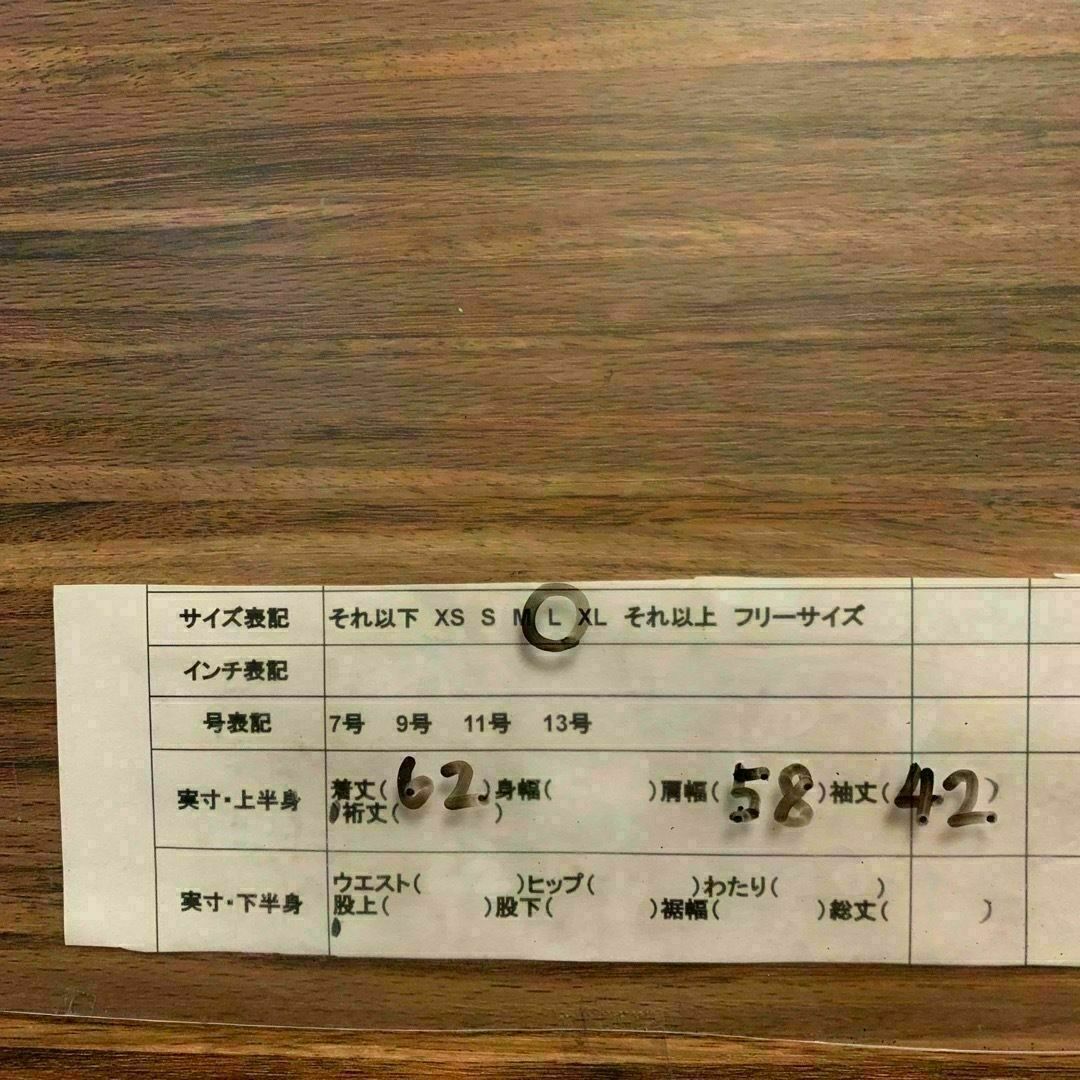 サイズ表記 それ以下 XS S M L XL それ以上 フリーサイズ
インチ表記
号表記 7号 9号 11号 13号
実寸・上半身 着丈(62)身幅( )肩幅(58)袖丈(42)
裄丈( )
実寸・下半身 ウエスト( )ヒップ( )わたり( )
股上( )股下( )裾幅( )総丈( )